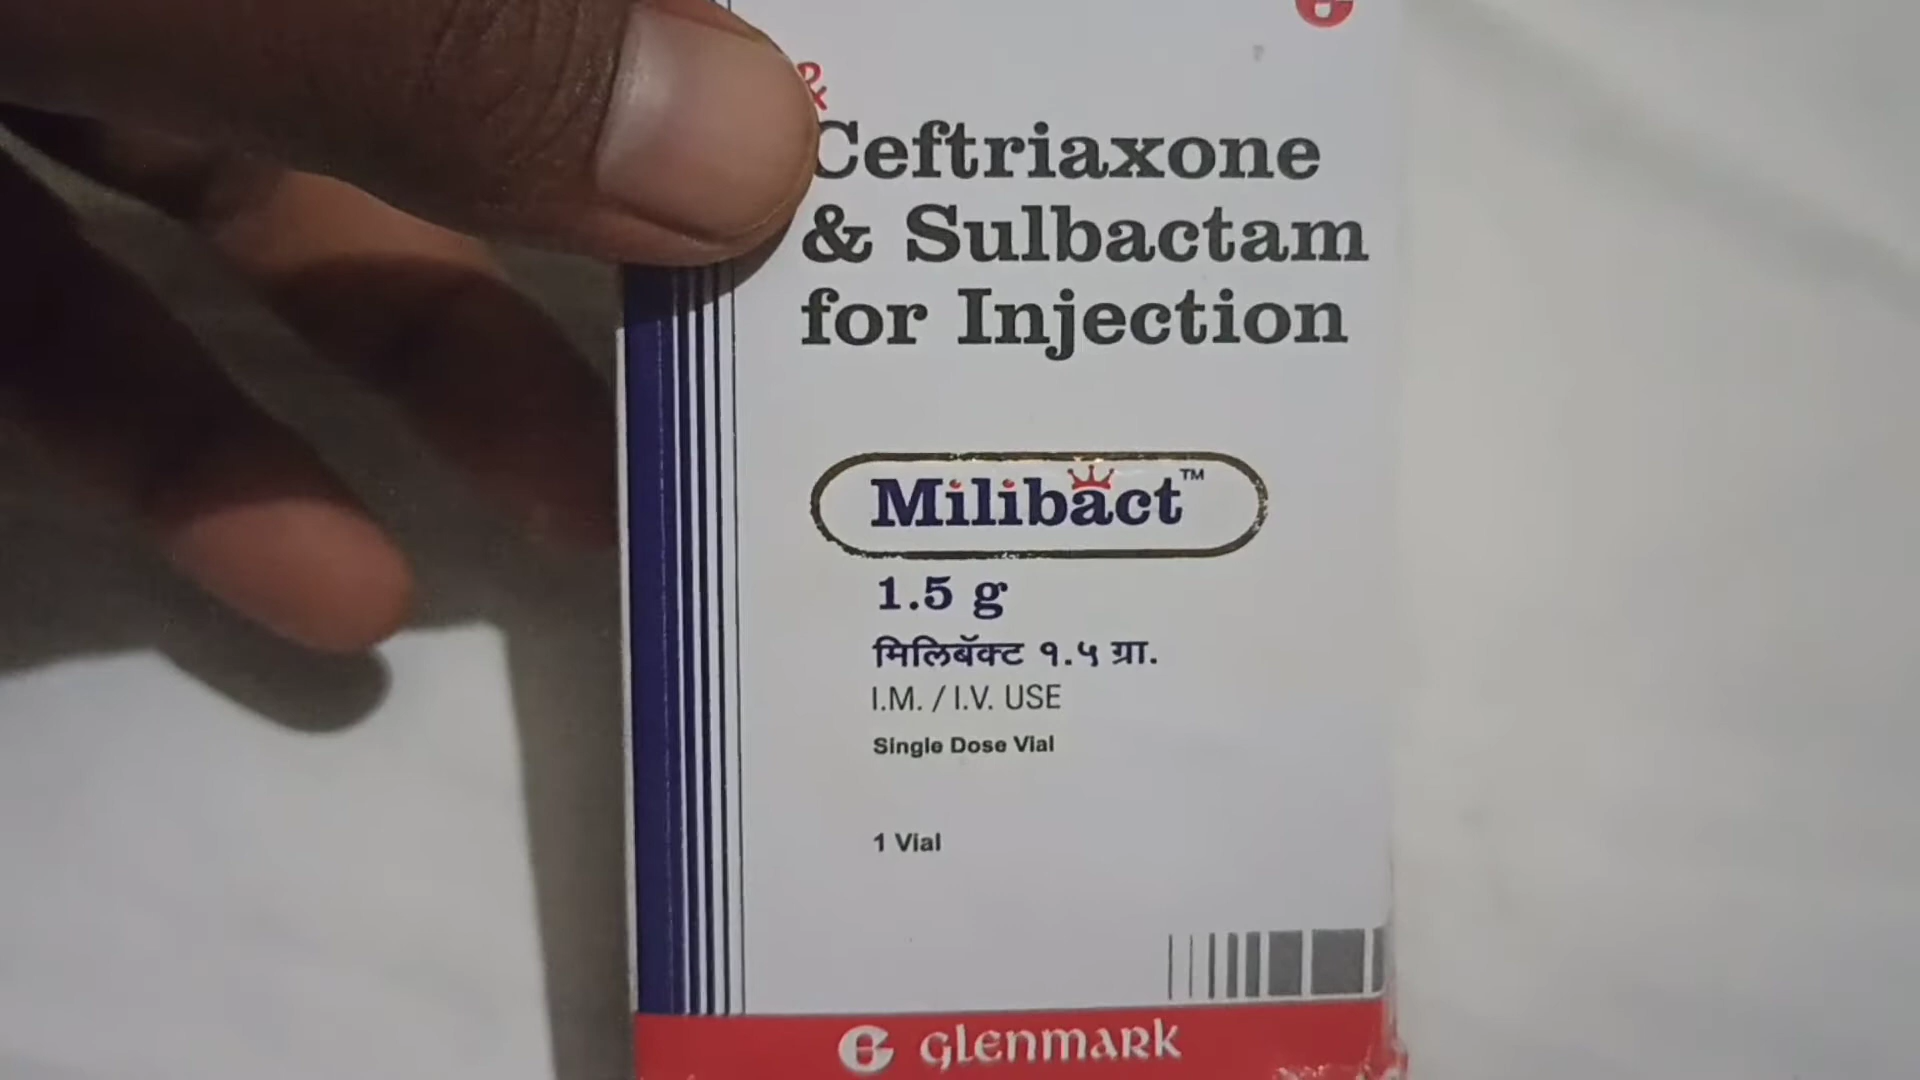 Ceftriaxone
& Sulbactam
for Injection
Milibact™
1.5 g
मिलिबॅक्ट १.५ ग्रा.
I.M. / I.V. USE
Single Dose Vial
1 Vial
G glenmark